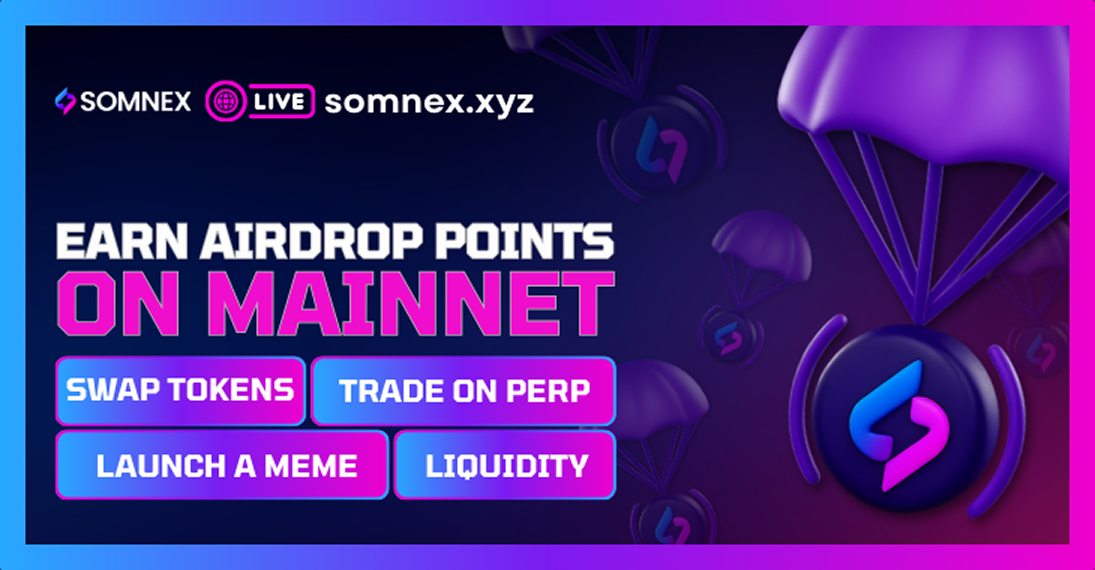 SOMNEX LIVE somnex.xyz
EARN AIRDROP POINTS
ON MAINNET
SWAP TOKENS TRADE ON PERP
LAUNCH A MEME LIQUIDITY